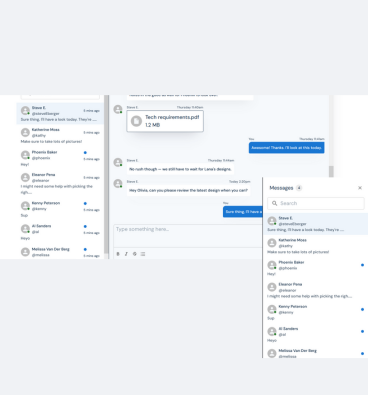 Steve E.
@steveEberger
5 mins ago
Sure thing, I'll have a look today. They're ...
Katherine Moss
@kathy
5 mins ago
Make sure to take lots of pictures!
Phoenix Baker
@phoenix
5 mins ago
Hey!
Eleanor Pena
@eleanor
5 mins ago
I might need some help with picking the
righ...
Kenny Peterson
@kenny
5 mins ago
Sup
Al Sanders
@al
5 mins ago
Heyo
Melissa Van Der Berg
@melissa
5 mins ago
Steve E.
Thursday 11:40am
Tech requirements.pdf
1.2 MB
You
Thursday 11:41am
Awesome! Thanks. I'll look at this today.
Steve E.
Thursday 11:44am
No rush though — we still have to wait for Lana's designs.
Steve E.
Today 2:20pm
Hey Olivia, can you please review the latest design when you can?
You
Sure thing, I'll have a
Type something here...
B I S
Messages 4
Search
Steve E.
@steveEberger
Sure thing, I'll have a look today. They're ...
Katherine Moss
@kathy
Make sure to take lots of pictures!
Phoenix Baker
@phoenix
Hey!
Eleanor Pena
@eleanor
I might need some help with picking the righ...
Kenny Peterson
@kenny
Sup
Al Sanders
@al
Heyo
Melissa Van Der Berg
@melissa